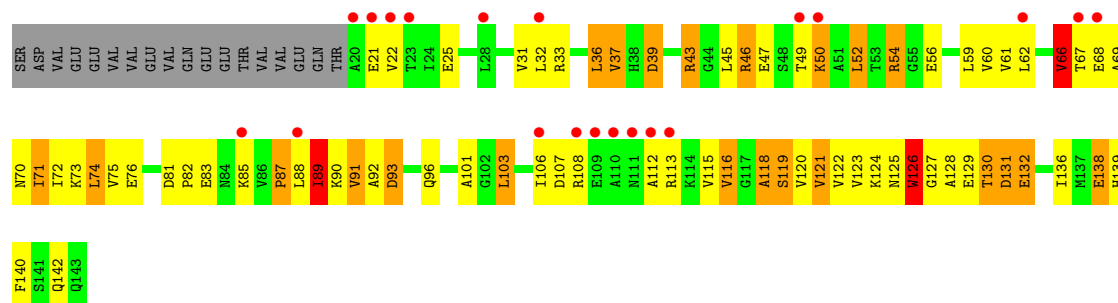 SER ASP VAL GLU GLU VAL VAL GLU VAL GLN GLU GLU THR VAL VAL GLU GLU GLN THR A20 E21 V22 T23 I24 E25 L28 V31 L32 R33 L36 V37 H38 D39 R43 G44 L45 R46 E47 S48 T49 K50 A51 L52 T53 R54 G55 E56 L59 V60 V61 L62 V66 T67 E68 A69
N70 I71 I72 K73 L74 V75 E76 D81 P82 E83 N84 K85 V86 P87 L88 I89 K90 V91 A92 D93 Q96 A101 G102 L103 I106 D107 R108 E109 A110 N111 A112 R113 K114 V115 V116 G117 A118 S119 V120 V121 V122 V123 K124 N125 W126 G127 A128 E129 T130 D131 E132 I136 M137 E138 H139
F140 S141 Q142 Q143